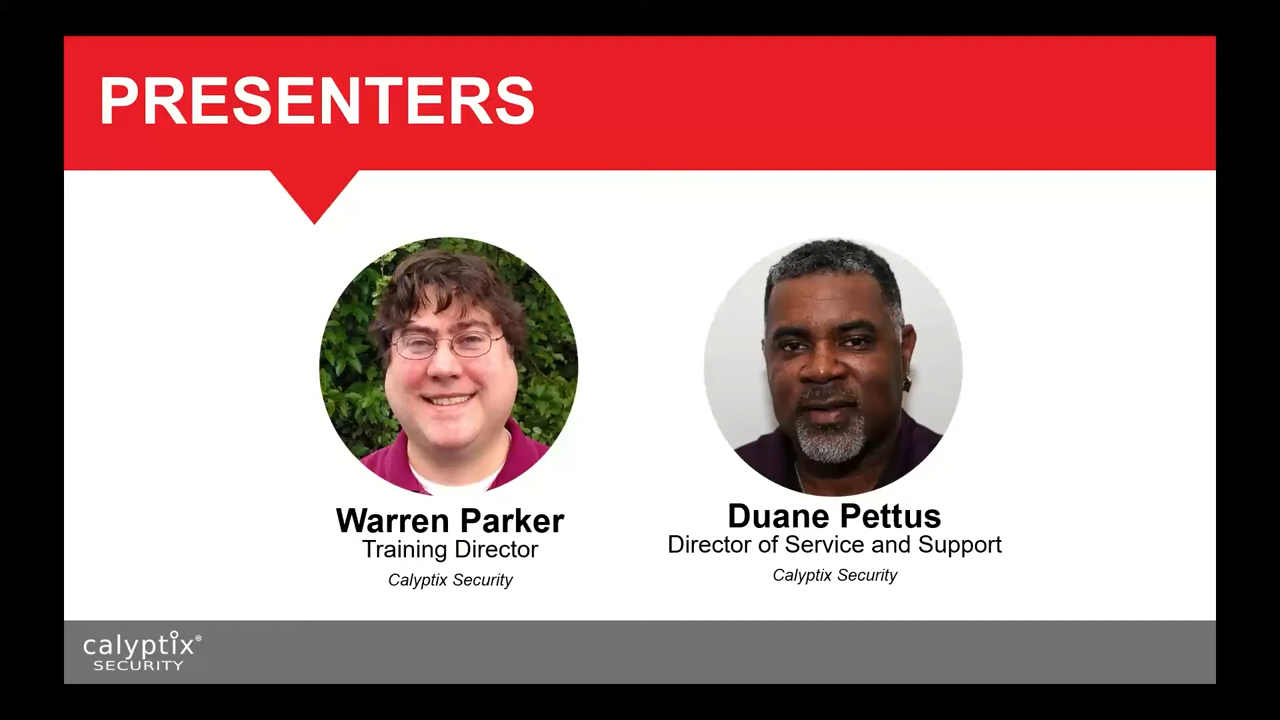 PRESENTERS
Warren Parker
Training Director
Calyptix Security
Duane Pettus
Director of Service and Support
Calyptix Security
calyptix®
SECURITY